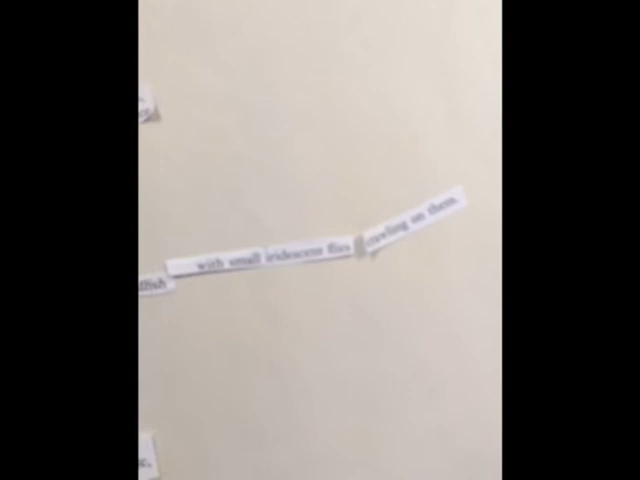 with small iridescent flies crawling on them.